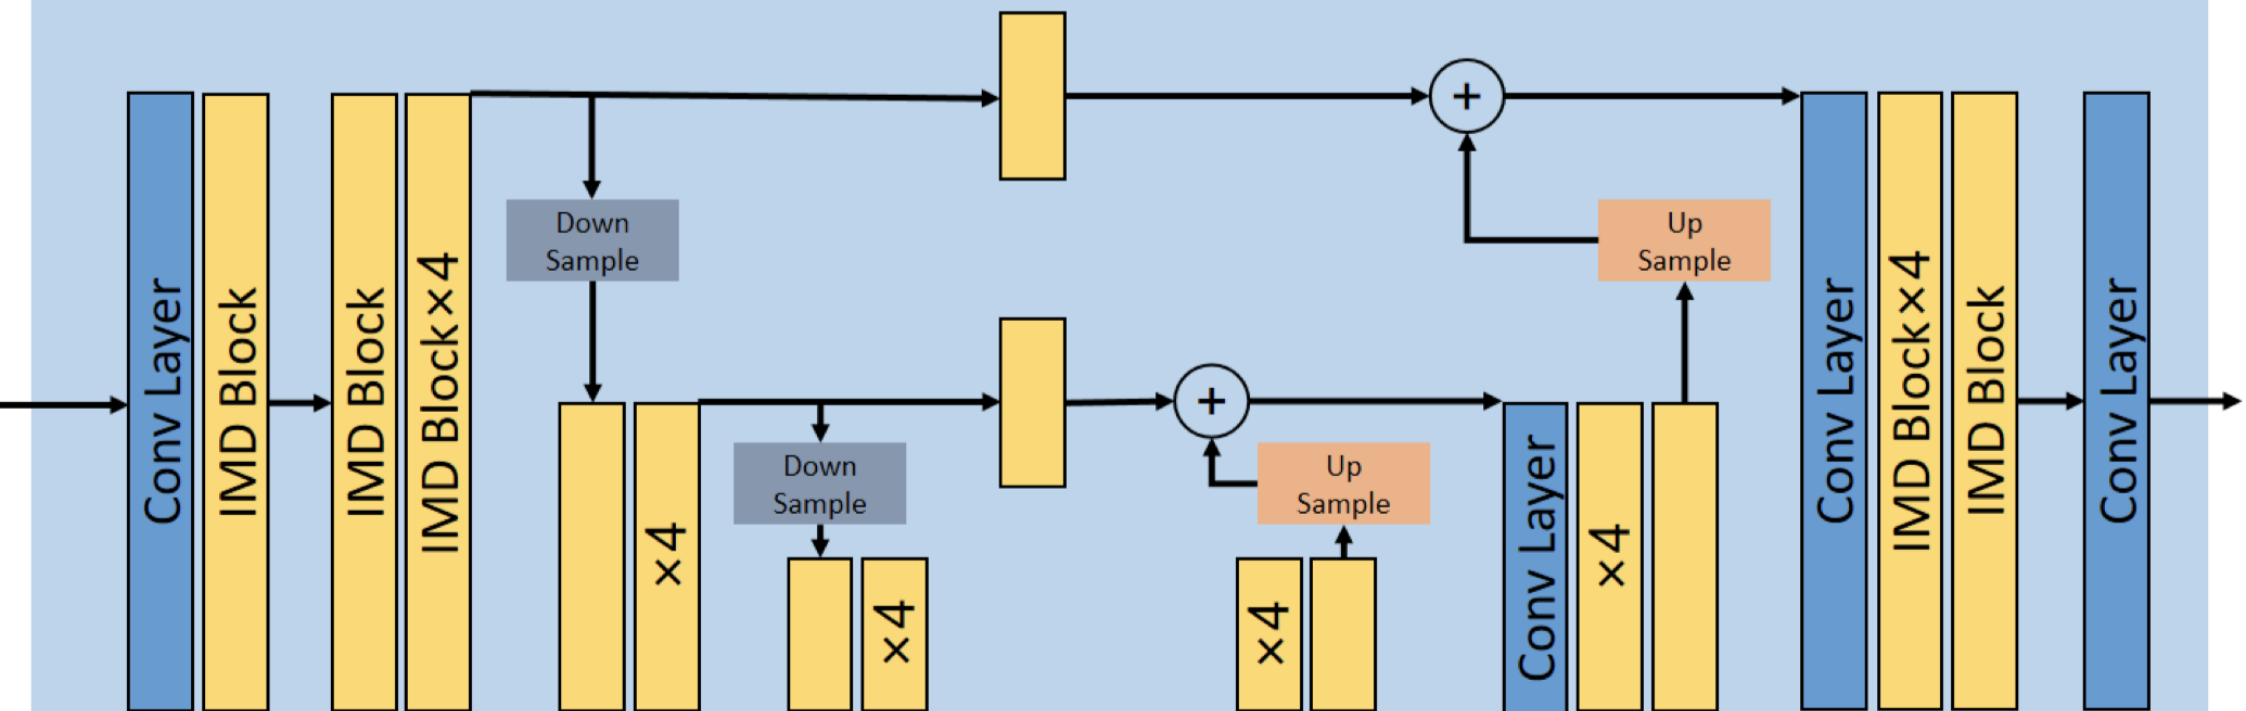 Conv Layer
IMD Block
IMD Block
IMD Block×4
Down
Sample
×4
Down
Sample
×4
+
+
Up
Sample
×4
Up
Sample
Conv Layer
×4
Conv Layer
IMD Block×4
IMD Block
Conv Layer